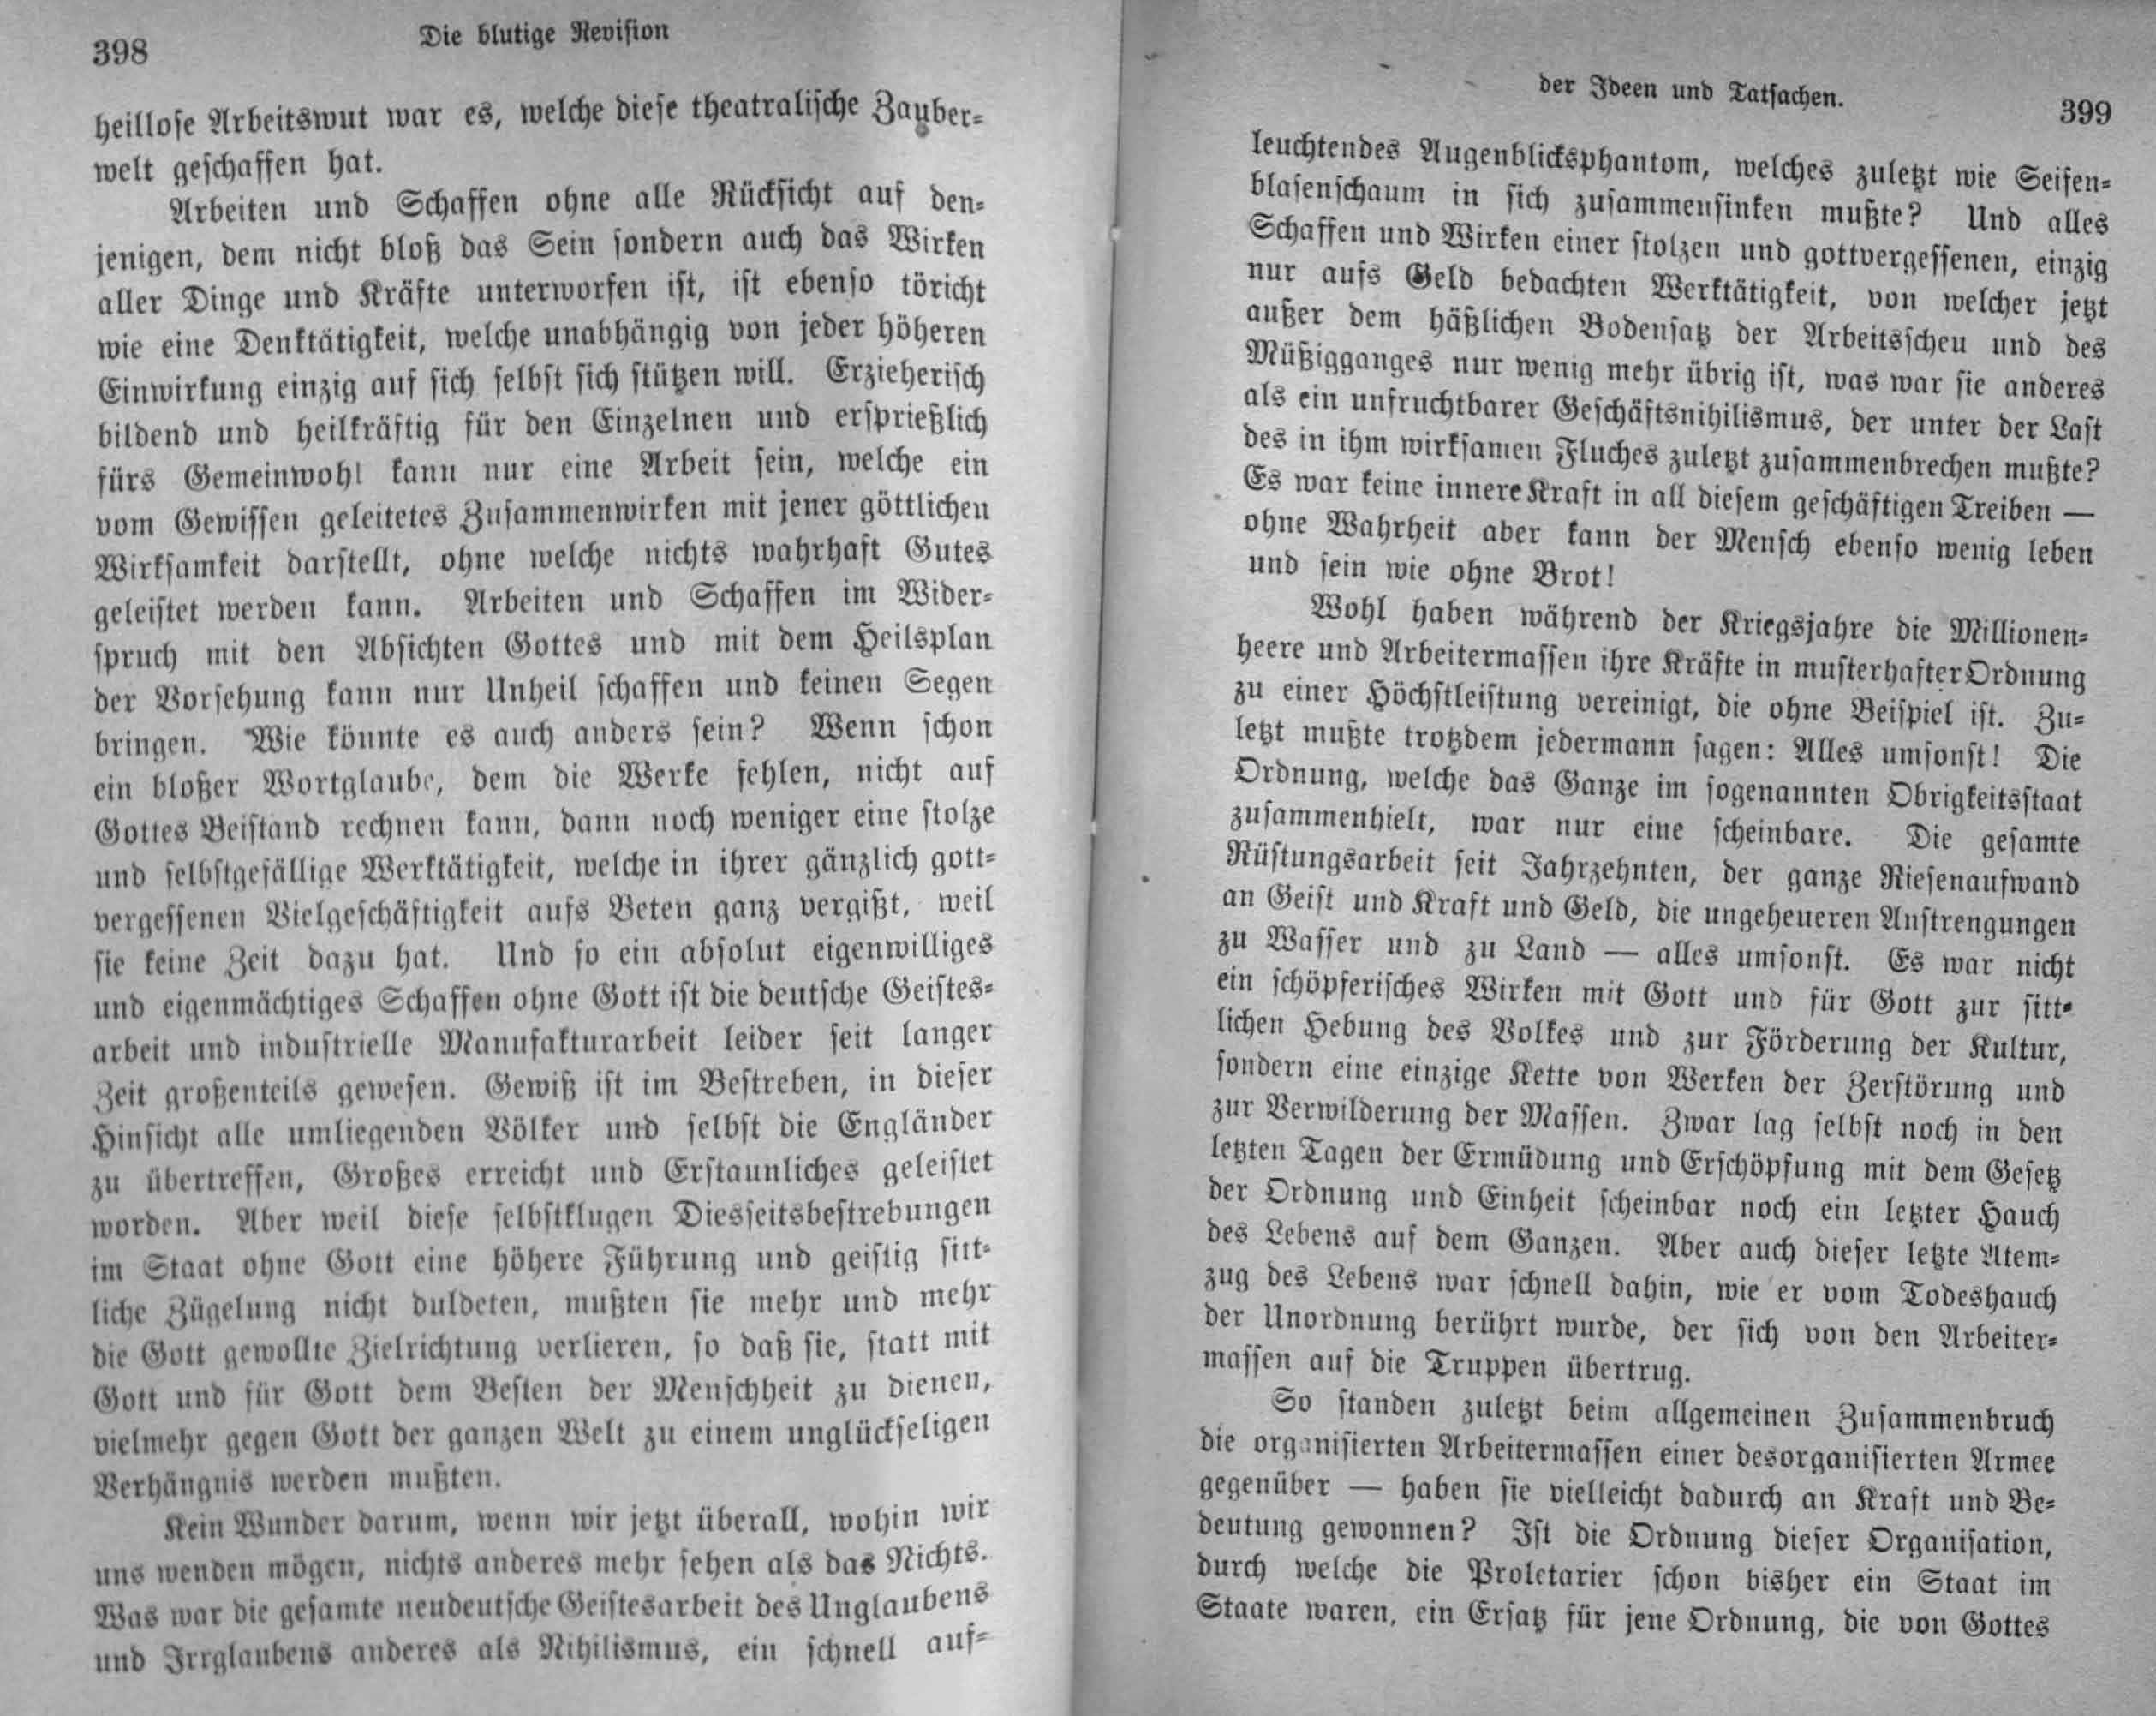 398
Die blutige Revision
heillose Arbeitswut war es, welche diese theatralische Zauber-
welt geschaffen hat.
Arbeiten und Schaffen ohne alle Rücksicht auf den-
jenigen, dem nicht bloß das Sein sondern auch das Wirken
aller Dinge und Kräfte unterworfen ist, ist ebenso töricht
wie eine Denktätigkeit, welche unabhängig von jeder höheren
Einwirkung einzig auf sich selbst sich stützen will. Erzieherisch
bildend und heilkräftig für den Einzelnen und ersprießlich
fürs Gemeinwohl kann nur eine Arbeit sein, welche ein
vom Gewissen geleitetes Zusammenwirken mit jener göttlichen
Wirksamkeit darstellt, ohne welche nichts wahrhaft Gutes
geleistet werden kann. Arbeiten und Schaffen im Wider-
spruch mit den Absichten Gottes und mit dem Heilsplan
der Vorsehung kann nur Unheil schaffen und keinen Segen
bringen. Wie könnte es auch anders sein? Wenn schon
ein bloßer Wortglaube, dem die Werke fehlen, nicht auf
Gottes Beistand rechnen kann, dann noch weniger eine stolze
und selbstgefällige Werktätigkeit, welche in ihrer gänzlich gott-
vergessenen Vielgeschäftigkeit aufs Beten ganz vergißt, weil
sie keine Zeit dazu hat. Und so ein absolut eigenwilliges
und eigenmächtiges Schaffen ohne Gott ist die deutsche Geistes-
arbeit und industrielle Manufakturarbeit leider seit langer
Zeit großenteils gewesen. Gewiß ist im Bestreben, in dieser
Hinsicht alle umliegenden Völker und selbst die Engländer
zu übertreffen, Großes erreicht und Erstaunliches geleistet
worden. Aber weil diese selbstklugen Diesseitsbestrebungen
im Staat ohne Gott eine höhere Führung und geistig sitt-
liche Zügelung nicht duldeten, mußten sie mehr und mehr
die Gott gewollte Zielrichtung verlieren, so daß sie, statt mit
Gott und für Gott dem Besten der Menschheit zu dienen,
vielmehr gegen Gott der ganzen Welt zu einem unglückseligen
Verhängnis werden mußten.
Kein Wunder darum, wenn wir jetzt überall, wohin wir
uns wenden mögen, nichts anderes mehr sehen als das Nichts.
Was war die gesamte neudeutsche Geistesarbeit des Unglaubens
und Irrglaubens anderes als Nihilismus, ein schnell auf-
der Ideen und Tatsachen.
399
leuchtendes Augenblicksphantom, welches zuletzt wie Seifen-
blasenschaum in sich zusammensinken mußte? Und alles
Schaffen und Wirken einer stolzen und gottvergessenen, einzig
nur aufs Geld bedachten Werktätigkeit, von welcher jetzt
außer dem häßlichen Bodensatz der Arbeitsscheu und des
Müßigganges nur wenig mehr übrig ist, was war sie anderes
als ein unfruchtbarer Geschäftsnihilismus, der unter der Last
des in ihm wirksamen Fluches zuletzt zusammenbrechen mußte?
Es war keine innere Kraft in all diesem geschäftigen Treiben —
ohne Wahrheit aber kann der Mensch ebenso wenig leben
und sein wie ohne Brot!
Wohl haben während der Kriegsjahre die Millionen-
heere und Arbeitermassen ihre Kräfte in musterhafter Ordnung
zu einer Höchstleistung vereinigt, die ohne Beispiel ist. Zu-
letzt mußte trotzdem jedermann sagen: Alles umsonst! Die
Ordnung, welche das Ganze im sogenannten Obrigkeitsstaat
zusammenhielt, war nur eine scheinbare. Die gesamte
Rüstungsarbeit seit Jahrzehnten, der ganze Riesenaufwand
an Geist und Kraft und Geld, die ungeheueren Anstrengungen
zu Wasser und zu Land — alles umsonst. Es war nicht
ein schöpferisches Wirken mit Gott und für Gott zur sitt-
lichen Hebung des Volkes und zur Förderung der Kultur,
sondern eine einzige Kette von Werken der Zerstörung und
zur Verwilderung der Massen. Zwar lag selbst noch in den
letzten Tagen der Ermüdung und Erschöpfung mit dem Gesetz
der Ordnung und Einheit scheinbar noch ein letzter Hauch
des Lebens auf dem Ganzen. Aber auch dieser letzte Atem-
zug des Lebens war schnell dahin, wie er vom Todeshauch
der Unordnung berührt wurde, der sich von den Arbeiter-
massen auf die Truppen übertrug.
So standen zuletzt beim allgemeinen Zusammenbruch
die organisierten Arbeitermassen einer desorganisierten Armee
gegenüber — haben sie vielleicht dadurch an Kraft und Be-
deutung gewonnen? Ist die Ordnung dieser Organisation,
durch welche die Proletarier schon bisher ein Staat im
Staate waren, ein Ersatz für jene Ordnung, die von Gottes